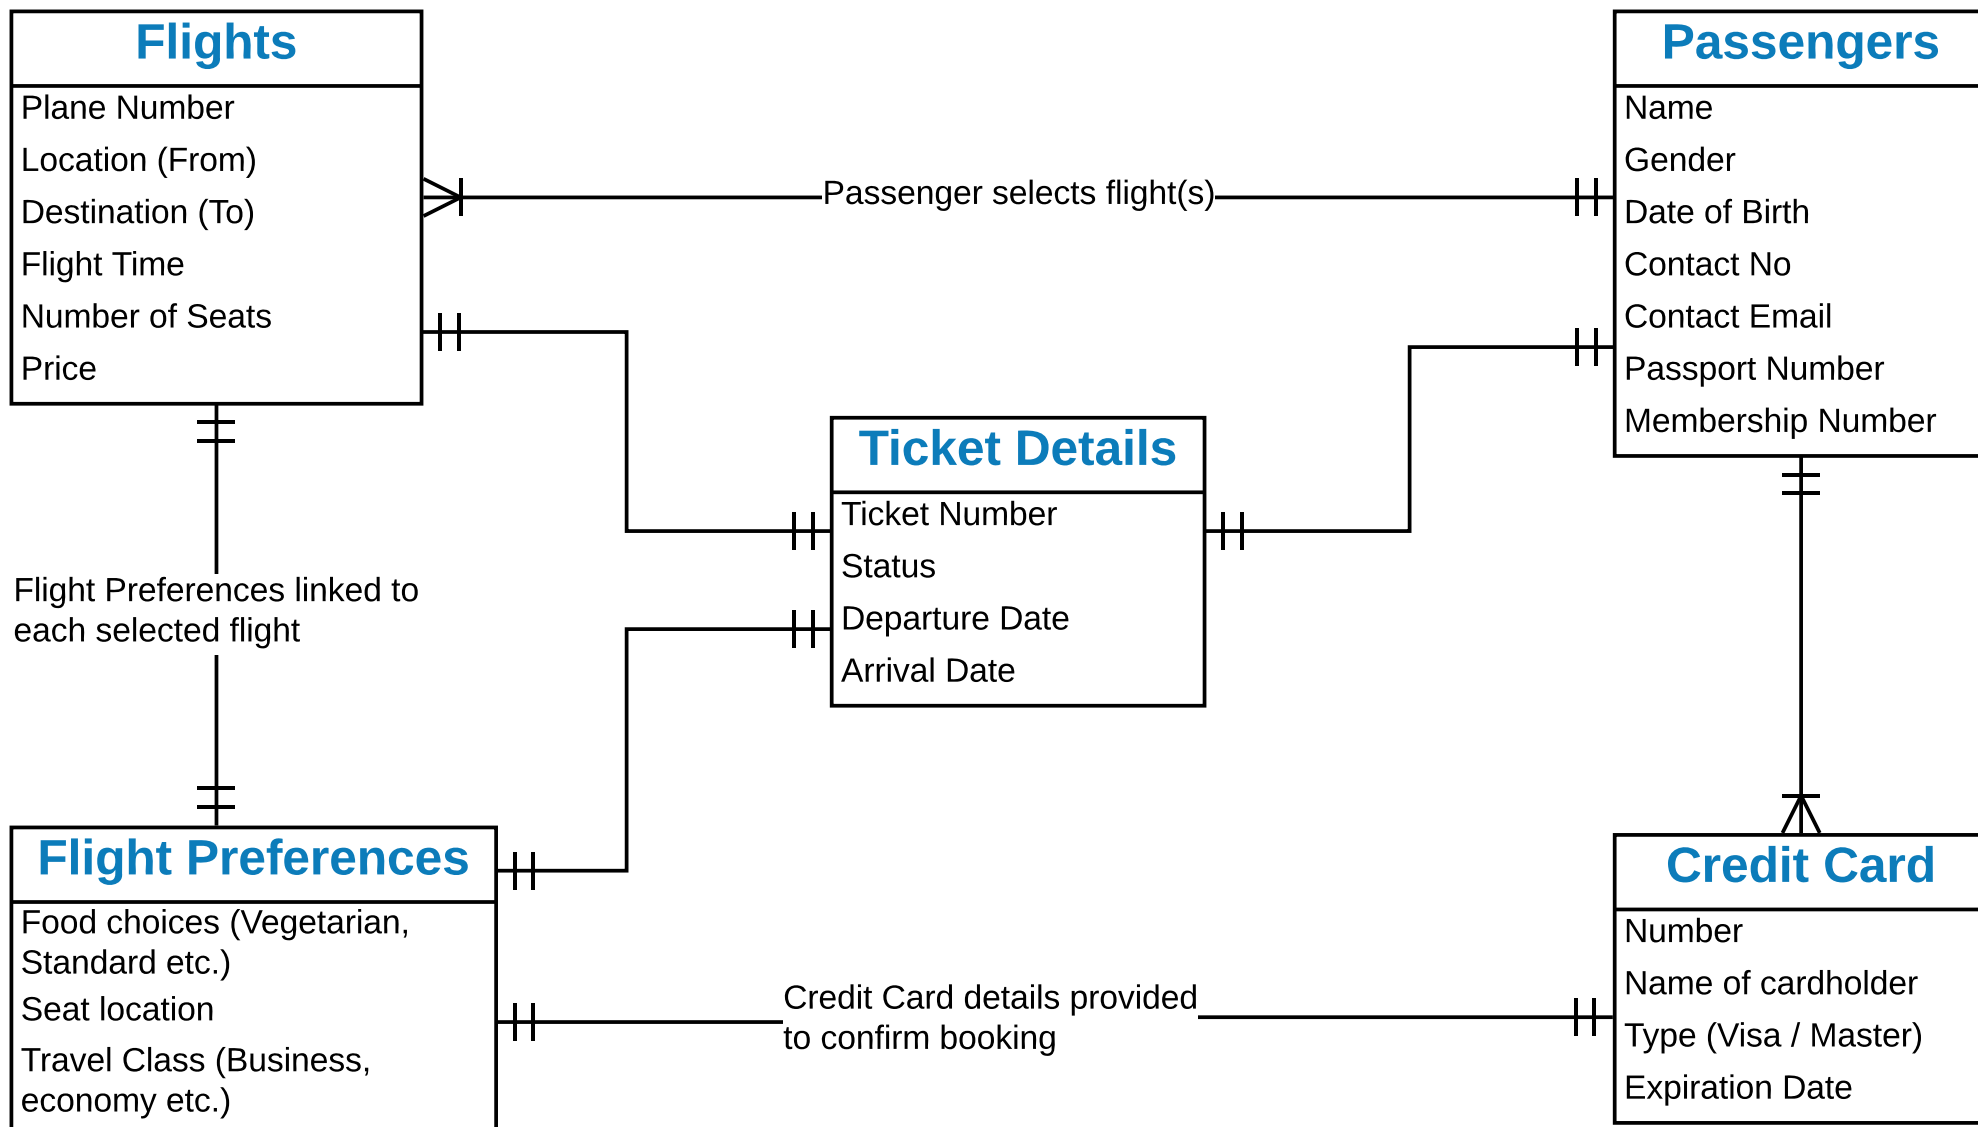 Flights
Plane Number
Location (From)
Destination (To)
Flight Time
Number of Seats
Price
Passenger selects flight(s)
Passengers
Name
Gender
Date of Birth
Contact No
Contact Email
Passport Number
Membership Number
Ticket Details
Ticket Number
Status
Departure Date
Arrival Date
Flight Preferences linked to
each selected flight
Flight Preferences
Food choices (Vegetarian,
Standard etc.)
Seat location
Travel Class (Business,
economy etc.)
Credit Card details provided
to confirm booking
Credit Card
Number
Name of cardholder
Type (Visa / Master)
Expiration Date